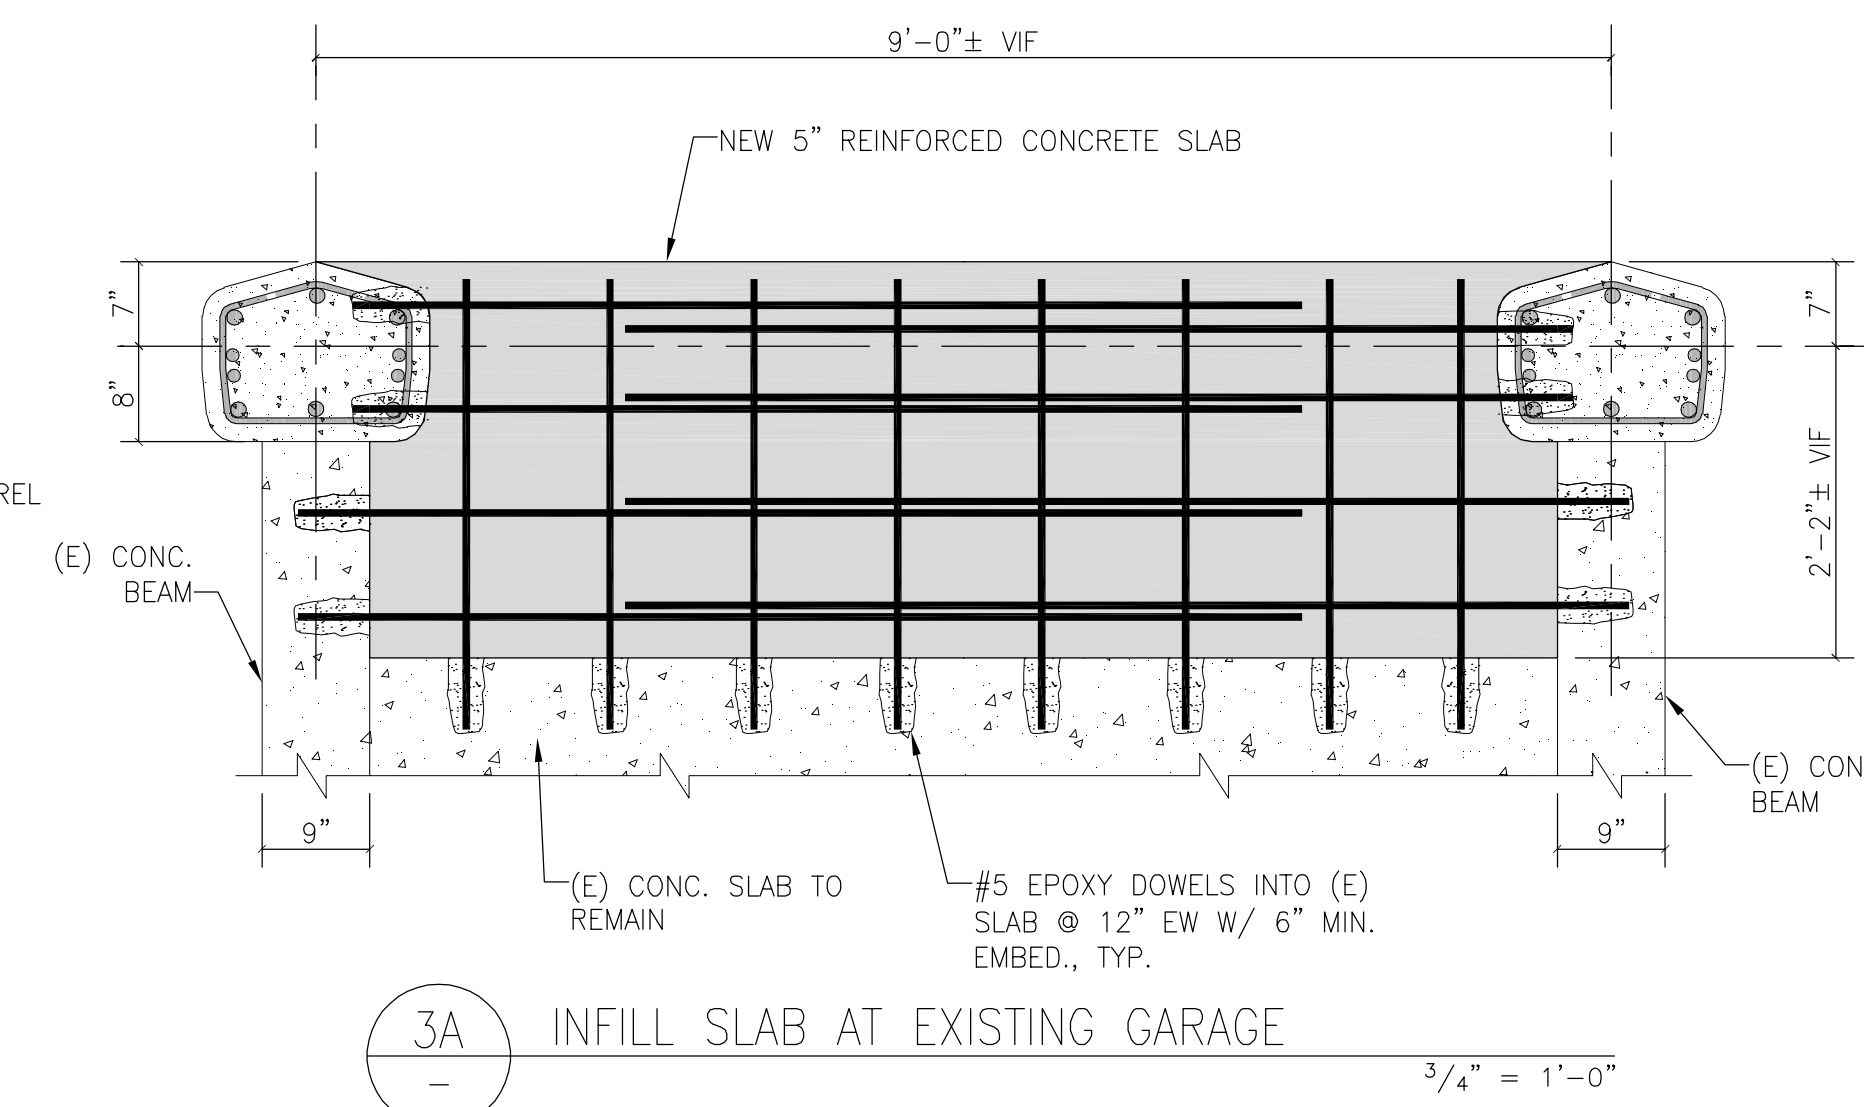 9'-0"± VIF
NEW 5" REINFORCED CONCRETE SLAB
7"
8"
7"
2'-2"± VIF
REL
(E) CONC.
BEAM
(E) CON
BEAM
9"
9"
(E) CONC. SLAB TO
REMAIN
#5 EPOXY DOWELS INTO (E)
SLAB @ 12" EW W/ 6" MIN.
EMBED., TYP.
3A
-
INFILL SLAB AT EXISTING GARAGE
3/4" = 1'-0"